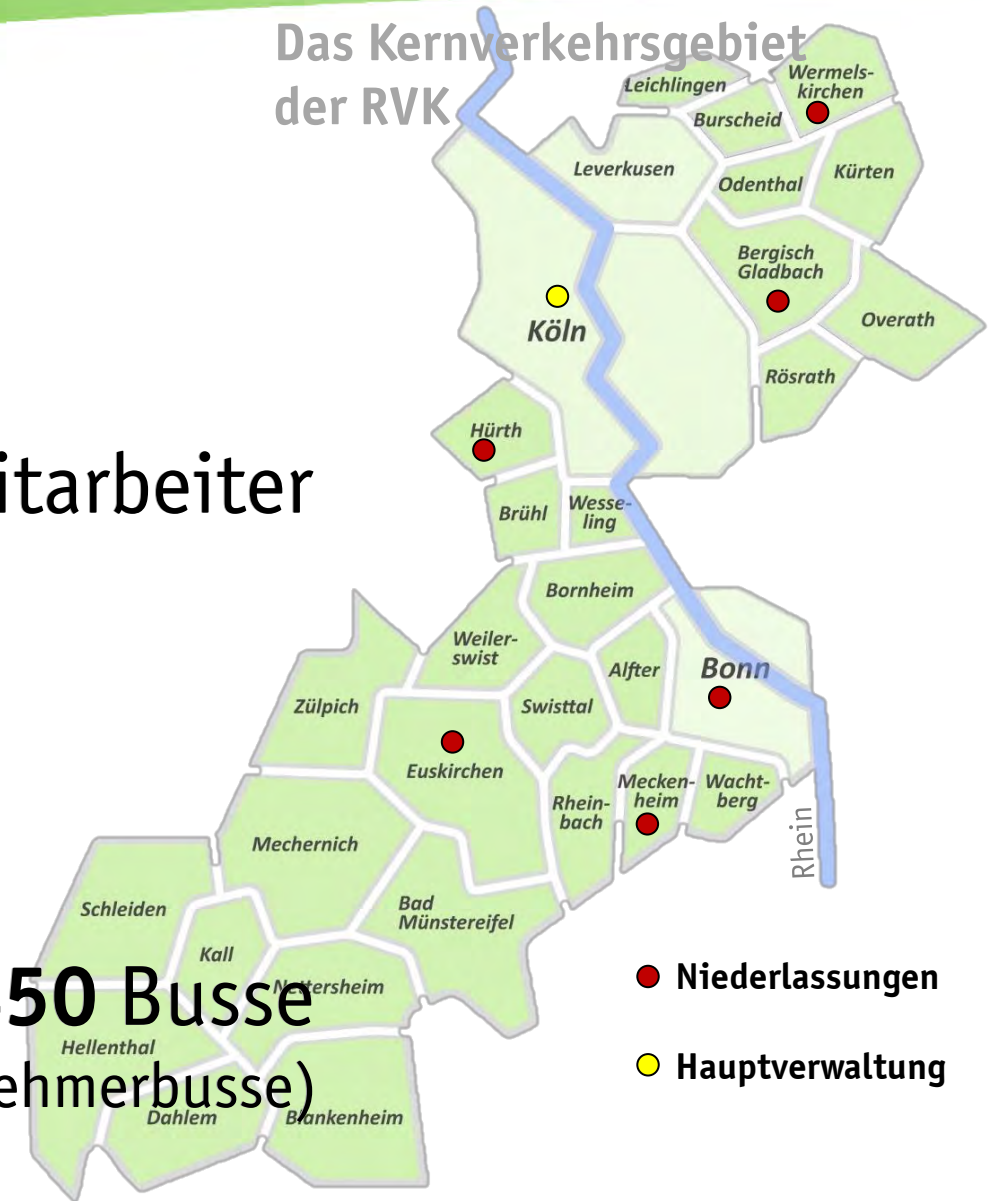 Das Kernverkehrsgebiet
der RVK
Leichlingen
Wermels-
kirchen
Burscheid
Leverkusen
Odenthal
Kürten
Bergisch
Gladbach
Overath
Köln
Rösrath
Hürth
itarbeiter
Brühl
Wesse-
ling
Bornheim
Weiler-
swist
Alfter
Bonn
Zülpich
Swisttal
Euskirchen
Rhein-
bach
Mecken-
heim
Wacht-
berg
Rhein
Mechernich
Schleiden
Bad
Münstereifel
Kall
Nettersheim
50 Busse
Hellenthal
ehmerbusse)
Dahlem
Blankenheim
Niederlassungen
Hauptverwaltung